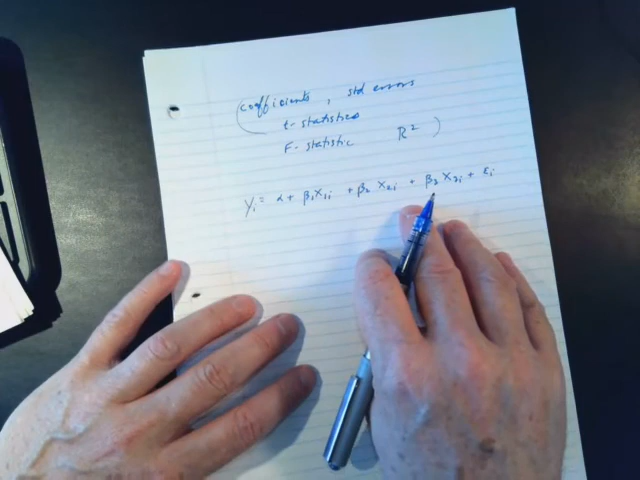 (coefficients, std errors
t-statistics
F-statistic R²)
yᵢ = α + β₁X₁ᵢ + β₂X₂ᵢ + β₃X₃ᵢ + εᵢ